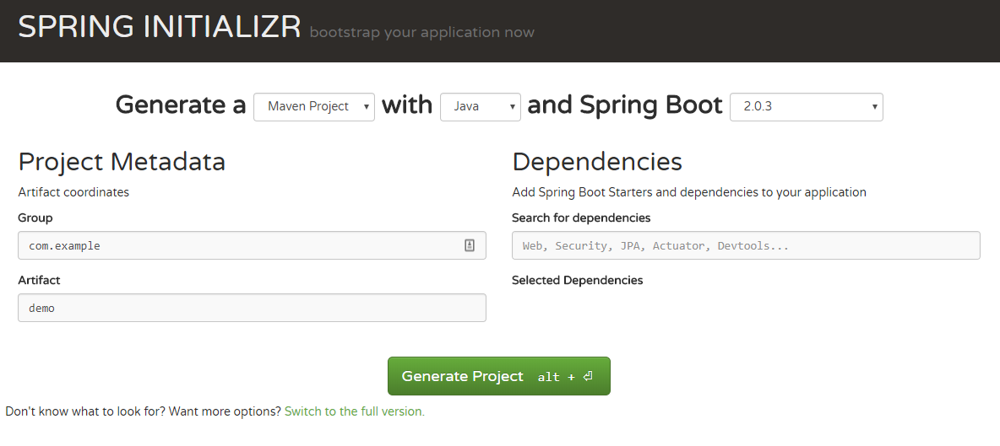 SPRING INITIALIZR bootstrap your application now
Generate a Maven Project with Java and Spring Boot 2.0.3
Project Metadata
Artifact coordinates
Group
com.example
Artifact
demo
Dependencies
Add Spring Boot Starters and dependencies to your application
Search for dependencies
Web, Security, JPA, Actuator, Devtools...
Selected Dependencies
Generate Project alt + ⏎
Don't know what to look for? Want more options? Switch to the full version.